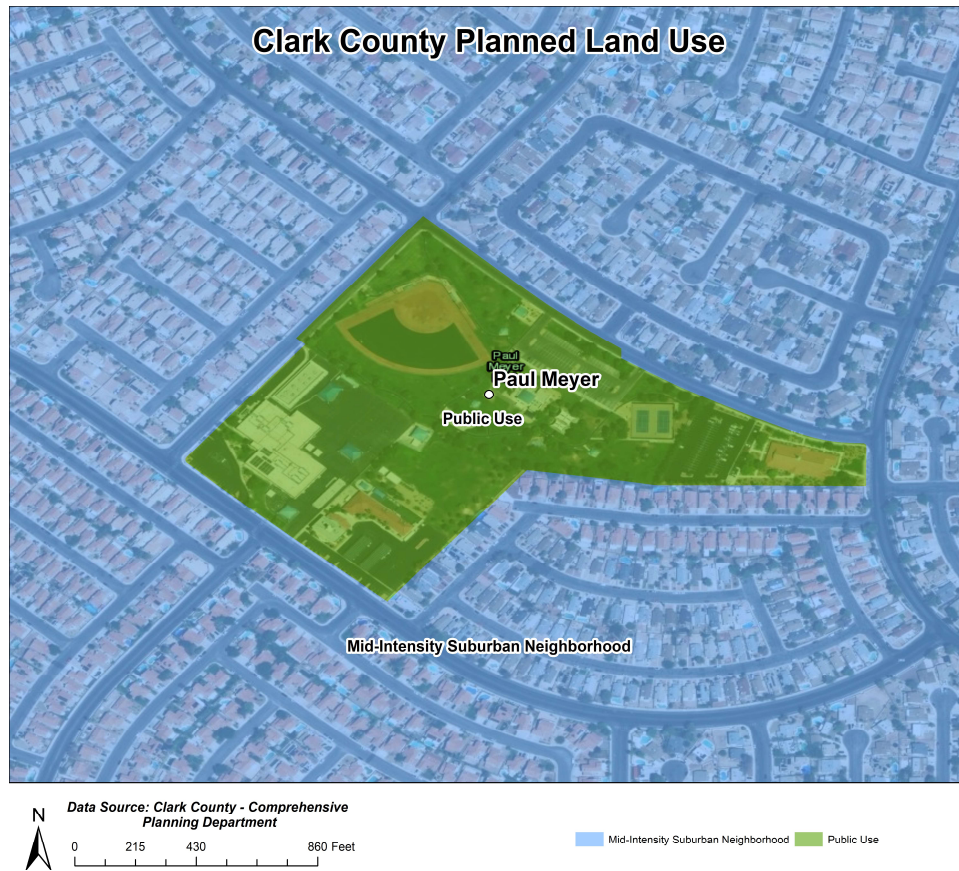 Clark County Planned Land Use
Paul
Meyer
Paul Meyer
Public Use
Mid-Intensity Suburban Neighborhood
N
Data Source: Clark County - Comprehensive
Planning Department
0 215 430 860 Feet
Mid-Intensity Suburban Neighborhood Public Use